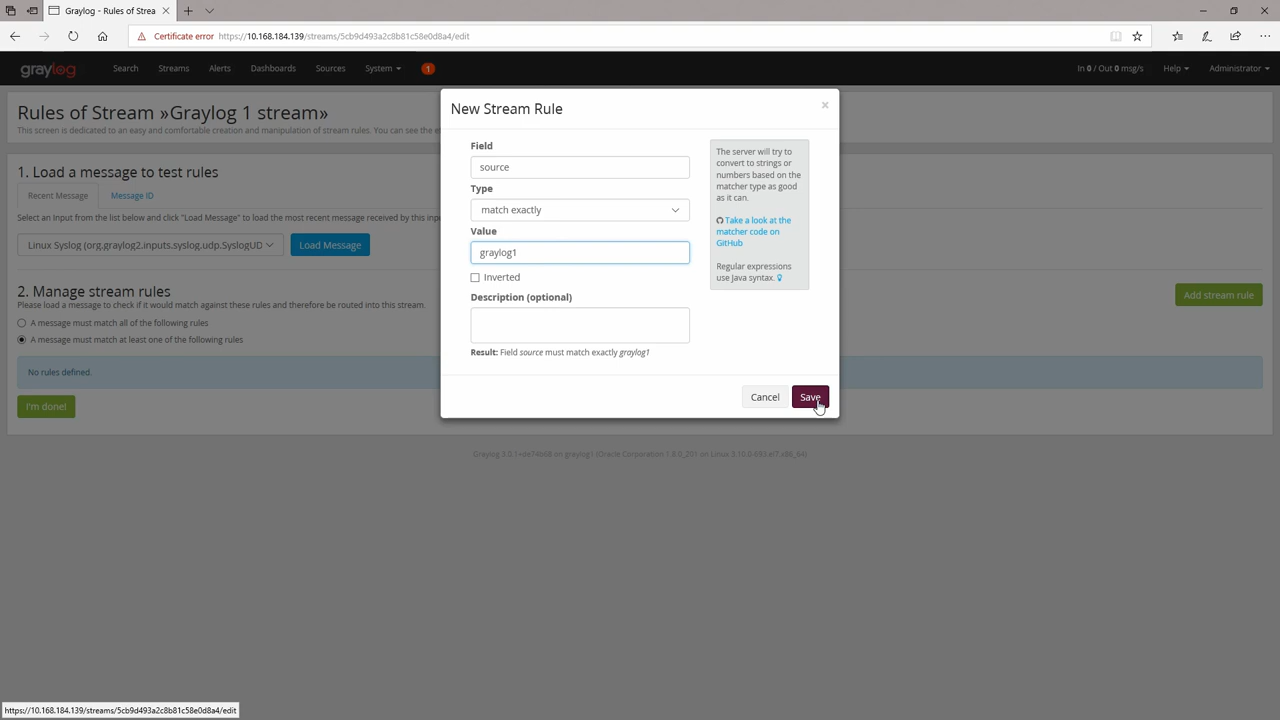 Graylog - Rules of Strea
Certificate error https://10.168.184.139/streams/5cb9d493a2c8b81c58e0d8a4/edit
graylog Search Streams Alerts Dashboards Sources System 1 In 0 / Out 0 msg/s Help Administrator
Rules of Stream »Graylog 1 stream»
This screen is dedicated to an easy and comfortable creation and manipulation of stream rules. You can see the
1. Load a message to test rules
Recent Message Message ID
Select an input from the list below and click "Load Message" to load the most recent message received by this
Linux Syslog (org.graylog2.inputs.syslog.udp.SyslogUD Load Message
2. Manage stream rules
Please load a message to check if it would match against these rules and therefore be routed into this stream.
Add stream rule
A message must match all of the following rules
A message must match at least one of the following rules
No rules defined.
I'm done!
New Stream Rule
×
Field
source
Type
match exactly
Value
graylog1
Inverted
Description (optional)
Result: Field source must match exactly graylog1
The server will try to
convert to strings or
numbers based on the
matcher type as good
as it can.
Take a look at the
matcher code on
GitHub
Regular expressions
use Java syntax.
Cancel Save
https://10.168.184.139/streams/5cb9d493a2c8b81c58e0d8a4/edit